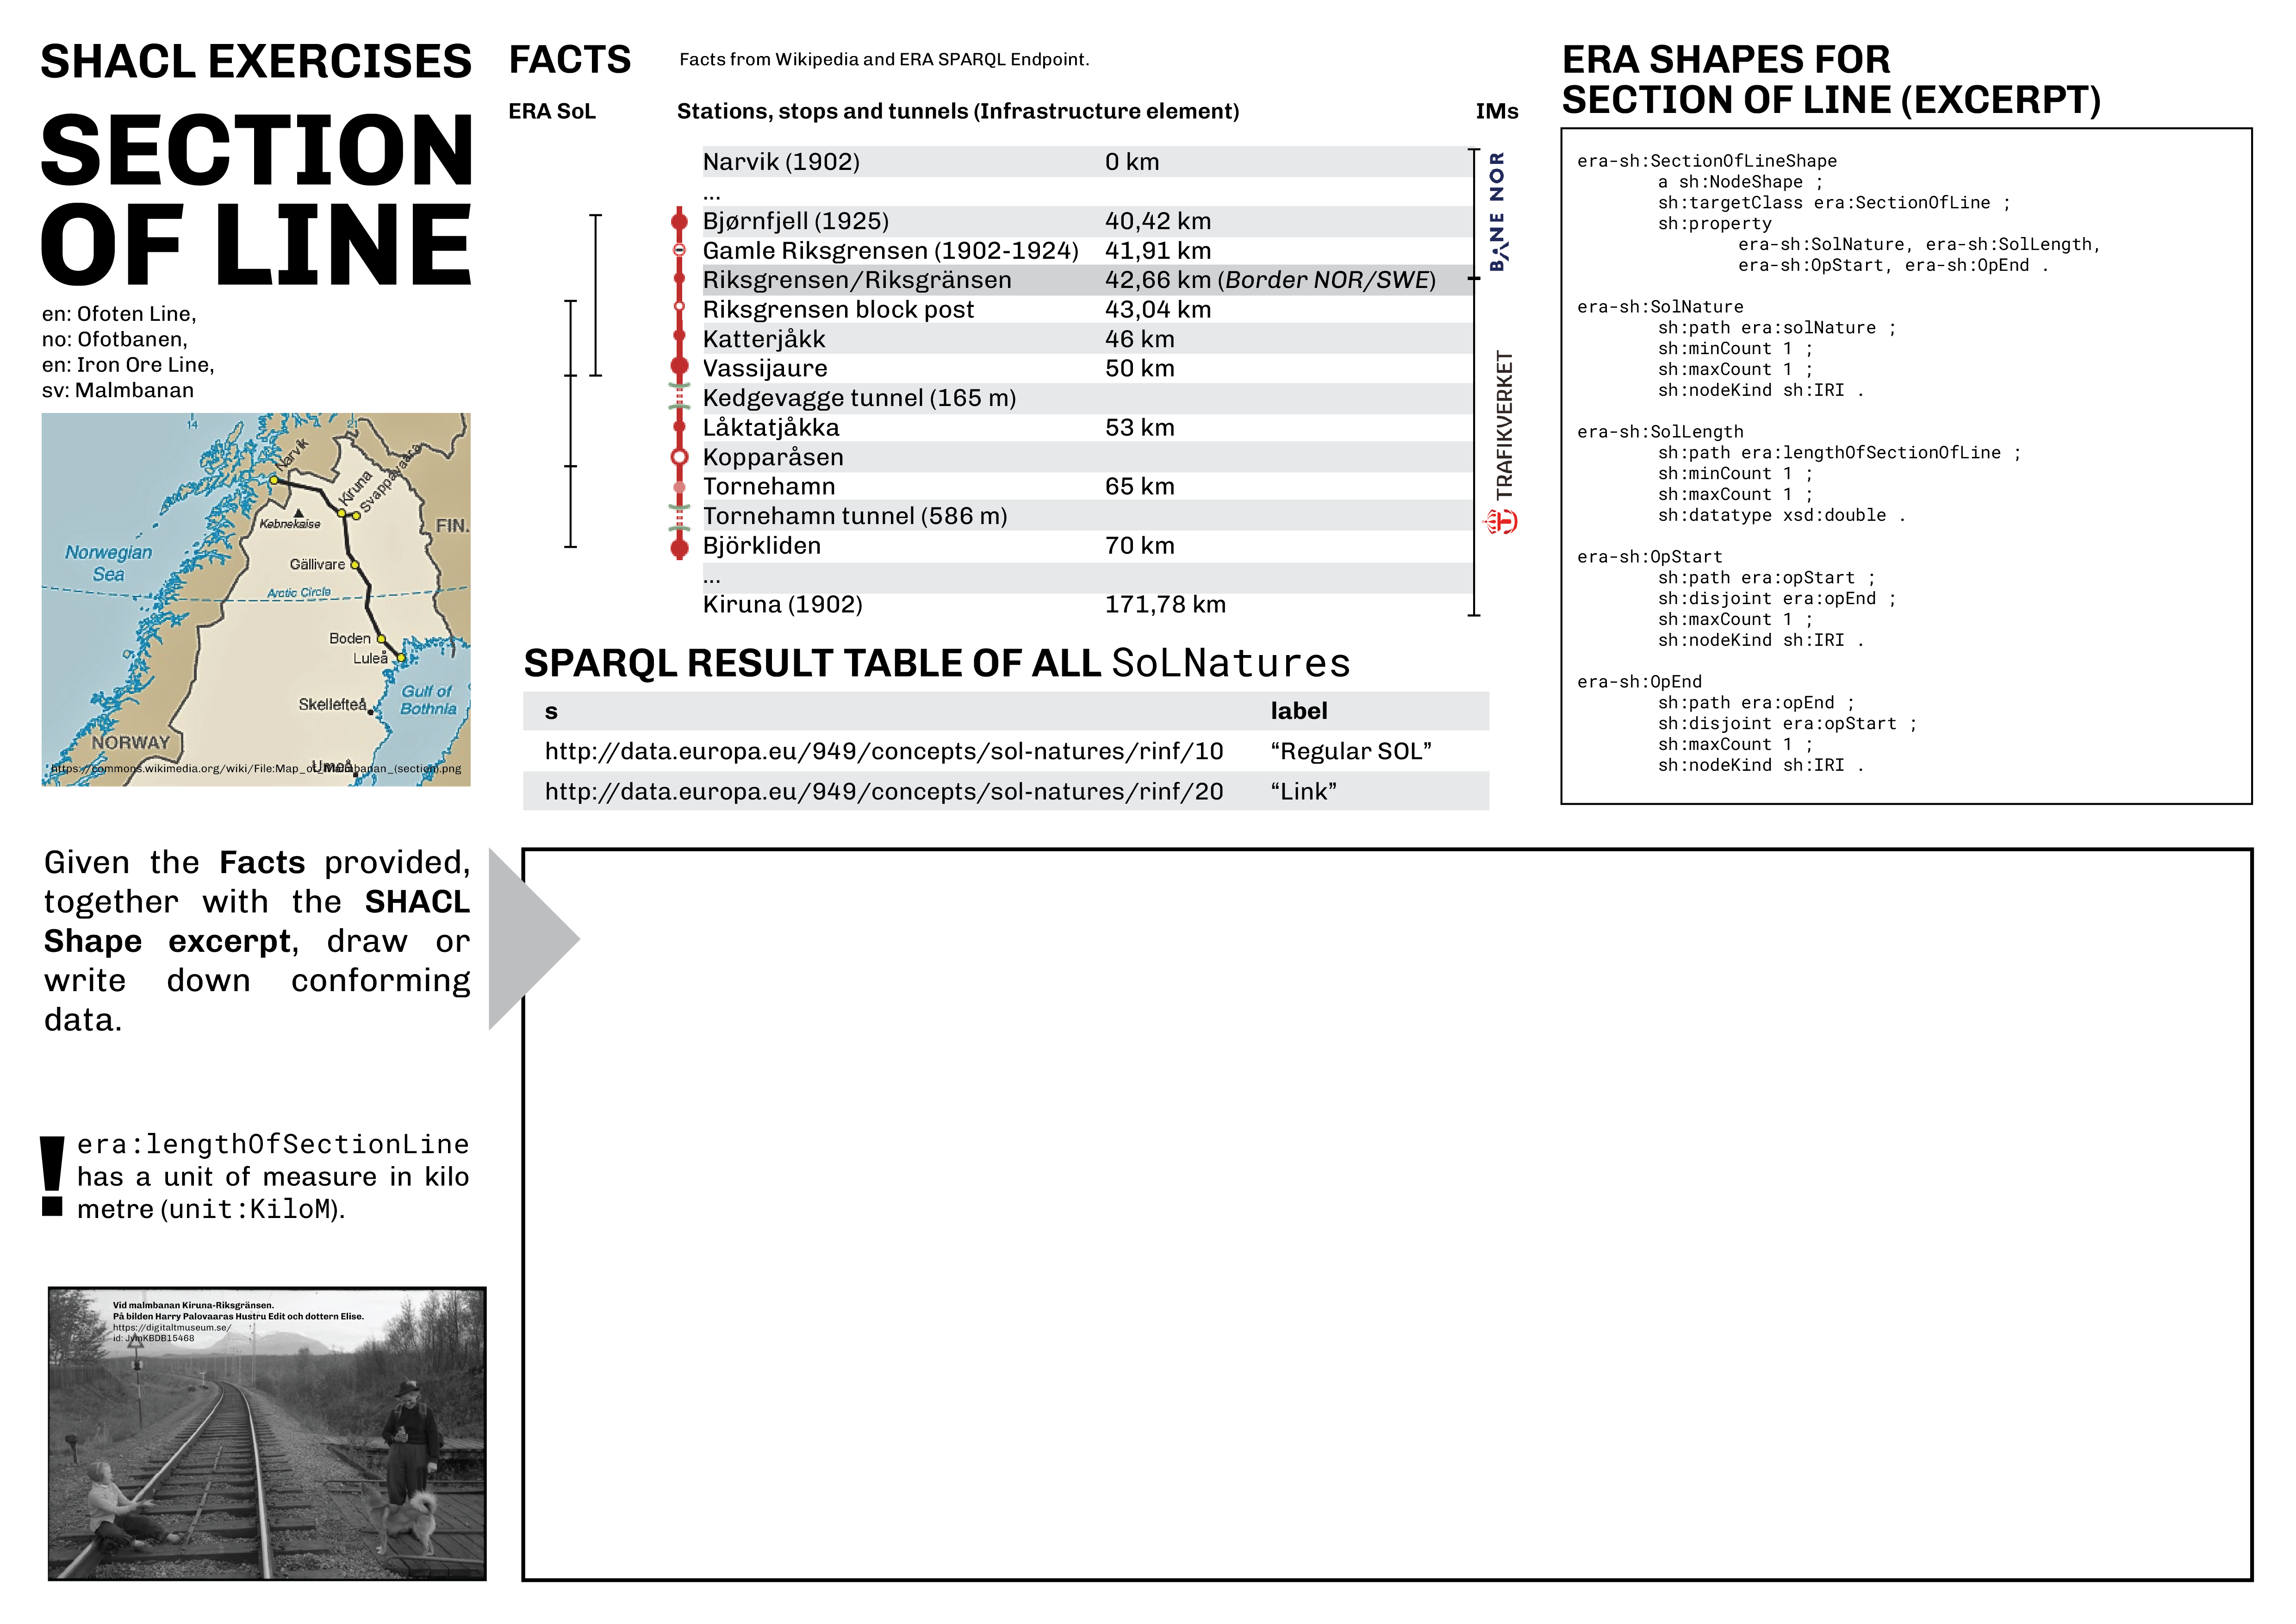 SHACL EXERCISES
SECTION
OF LINE
en: Ofoten Line,
no: Ofotbanen,
en: Iron Ore Line,
sv: Malmbanan
14
21
Narvik
Kiruna
Svappavaara
Kebnekaise
FIN.
Norwegian
Sea
Gällivare
Arctic Circle
Boden
Luleå
Gulf of
Bothnia
Skellefteå
NORWAY
Umeå
https://commons.wikimedia.org/wiki/File:Map_of_Malmbanan_(section).png
FACTS
Facts from Wikipedia and ERA SPARQL Endpoint.
ERA SoL Stations, stops and tunnels (Infrastructure element) IMs
Narvik (1902) 0 km
...
Bjørnfjell (1925) 40,42 km
Gamle Riksgrensen (1902-1924) 41,91 km
Riksgrensen/Riksgränsen 42,66 km (Border NOR/SWE)
Riksgrensen block post 43,04 km
Katterjåkk 46 km
Vassijaure 50 km
Kedgevagge tunnel (165 m)
Låktatjåkka 53 km
Kopparåsen
Tornehamn 65 km
Tornehamn tunnel (586 m)
Björkliden 70 km
...
Kiruna (1902) 171,78 km
BANE NOR
TRAFIKVERKET
SPARQL RESULT TABLE OF ALL SoLNatures
s label
http://data.europa.eu/949/concepts/sol-natures/rinf/10 “Regular SOL”
http://data.europa.eu/949/concepts/sol-natures/rinf/20 “Link”
ERA SHAPES FOR
SECTION OF LINE (EXCERPT)
era-sh:SectionOfLineShape
a sh:NodeShape ;
sh:targetClass era:SectionOfLine ;
sh:property
era-sh:SolNature, era-sh:SolLength,
era-sh:OpStart, era-sh:OpEnd .
era-sh:SolNature
sh:path era:solNature ;
sh:minCount 1 ;
sh:maxCount 1 ;
sh:nodeKind sh:IRI .
era-sh:SolLength
sh:path era:lengthOfSectionOfLine ;
sh:minCount 1 ;
sh:maxCount 1 ;
sh:datatype xsd:double .
era-sh:OpStart
sh:path era:opStart ;
sh:disjoint era:opEnd ;
sh:maxCount 1 ;
sh:nodeKind sh:IRI .
era-sh:OpEnd
sh:path era:opEnd ;
sh:disjoint era:opStart ;
sh:maxCount 1 ;
sh:nodeKind sh:IRI .
Given the Facts provided,
together with the SHACL
Shape excerpt, draw or
write down conforming
data.
!
era:lengthOfSectionLine
has a unit of measure in kilo
metre (unit:KiloM).
Vid malmbanan Kiruna-Riksgränsen.
På bilden Harry Palovaaras Hustru Edit och dottern Elise.
https://digitaltmuseum.se/
id: JvmKBDB15468